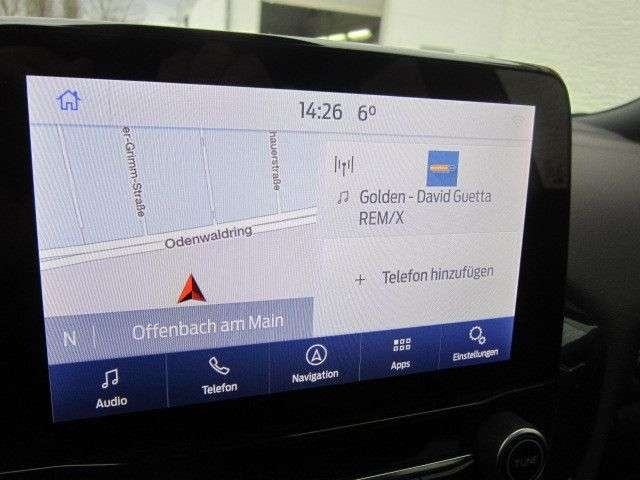 14:26 6°
er-Grimm-Straße
hauerstraße
Odenwaldring
Golden - David Guetta
REM/X
+ Telefon hinzufügen
N | Offenbach am Main
Audio
Telefon
Navigation
Apps
Einstellungen
TUNE